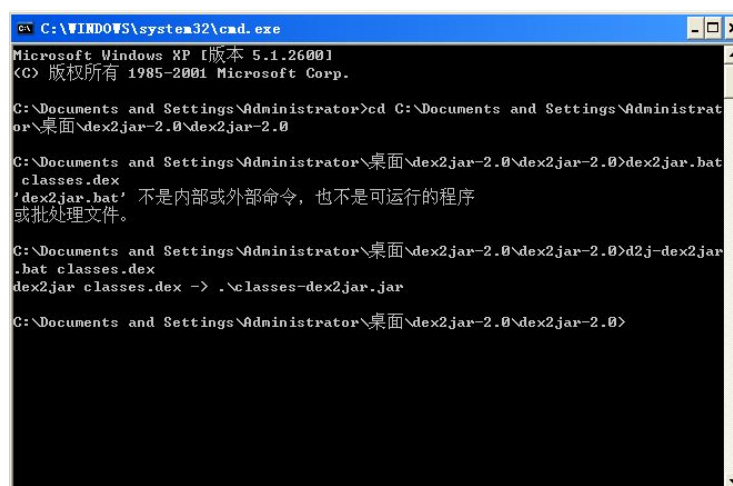 C:\WINDOWS\system32\cmd.exe
Microsoft Windows XP [版本 5.1.2600]
(C) 版权所有 1985-2001 Microsoft Corp.
C:\Documents and Settings\Administrator>cd C:\Documents and Settings\Administrat
or\桌面\dex2jar-2.0\dex2jar-2.0
C:\Documents and Settings\Administrator\桌面\dex2jar-2.0\dex2jar-2.0>dex2jar.bat
 classes.dex
'dex2jar.bat' 不是内部或外部命令，也不是可运行的程序
或批处理文件。
C:\Documents and Settings\Administrator\桌面\dex2jar-2.0\dex2jar-2.0>d2j-dex2jar
.bat classes.dex
dex2jar classes.dex -> .\classes-dex2jar.jar
C:\Documents and Settings\Administrator\桌面\dex2jar-2.0\dex2jar-2.0>